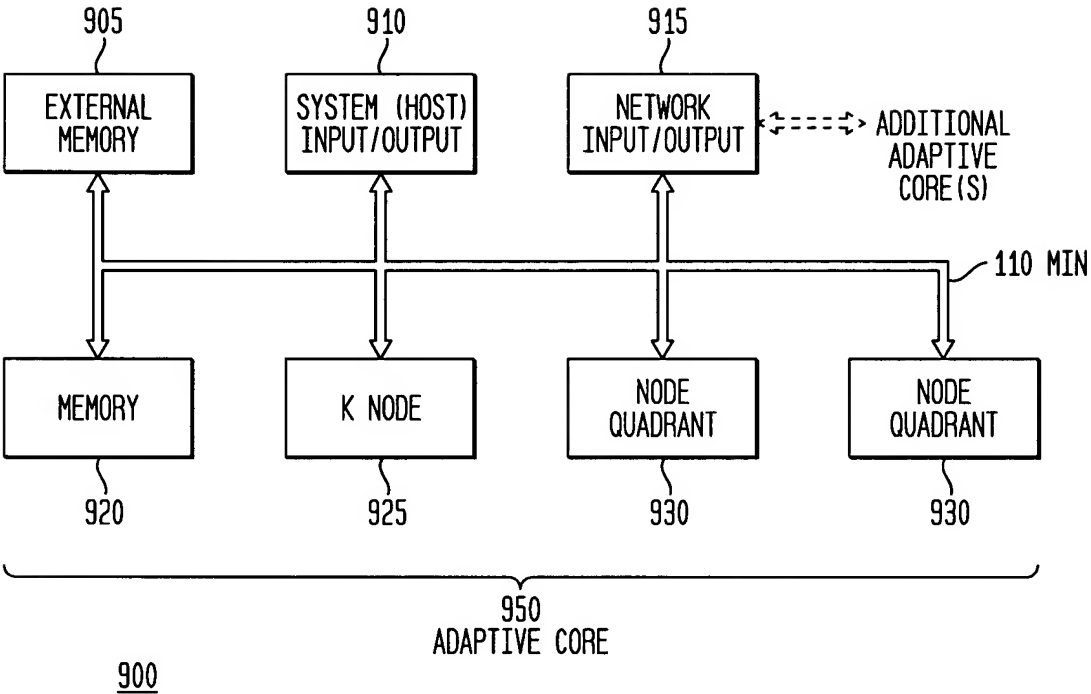 905
910
915
EXTERNAL
MEMORY
SYSTEM (HOST)
INPUT/OUTPUT
NETWORK
INPUT/OUTPUT
ADDITIONAL
ADAPTIVE
CORE(S)
110 MIN
MEMORY
K NODE
NODE
QUADRANT
NODE
QUADRANT
920
925
930
930
950
ADAPTIVE CORE
900